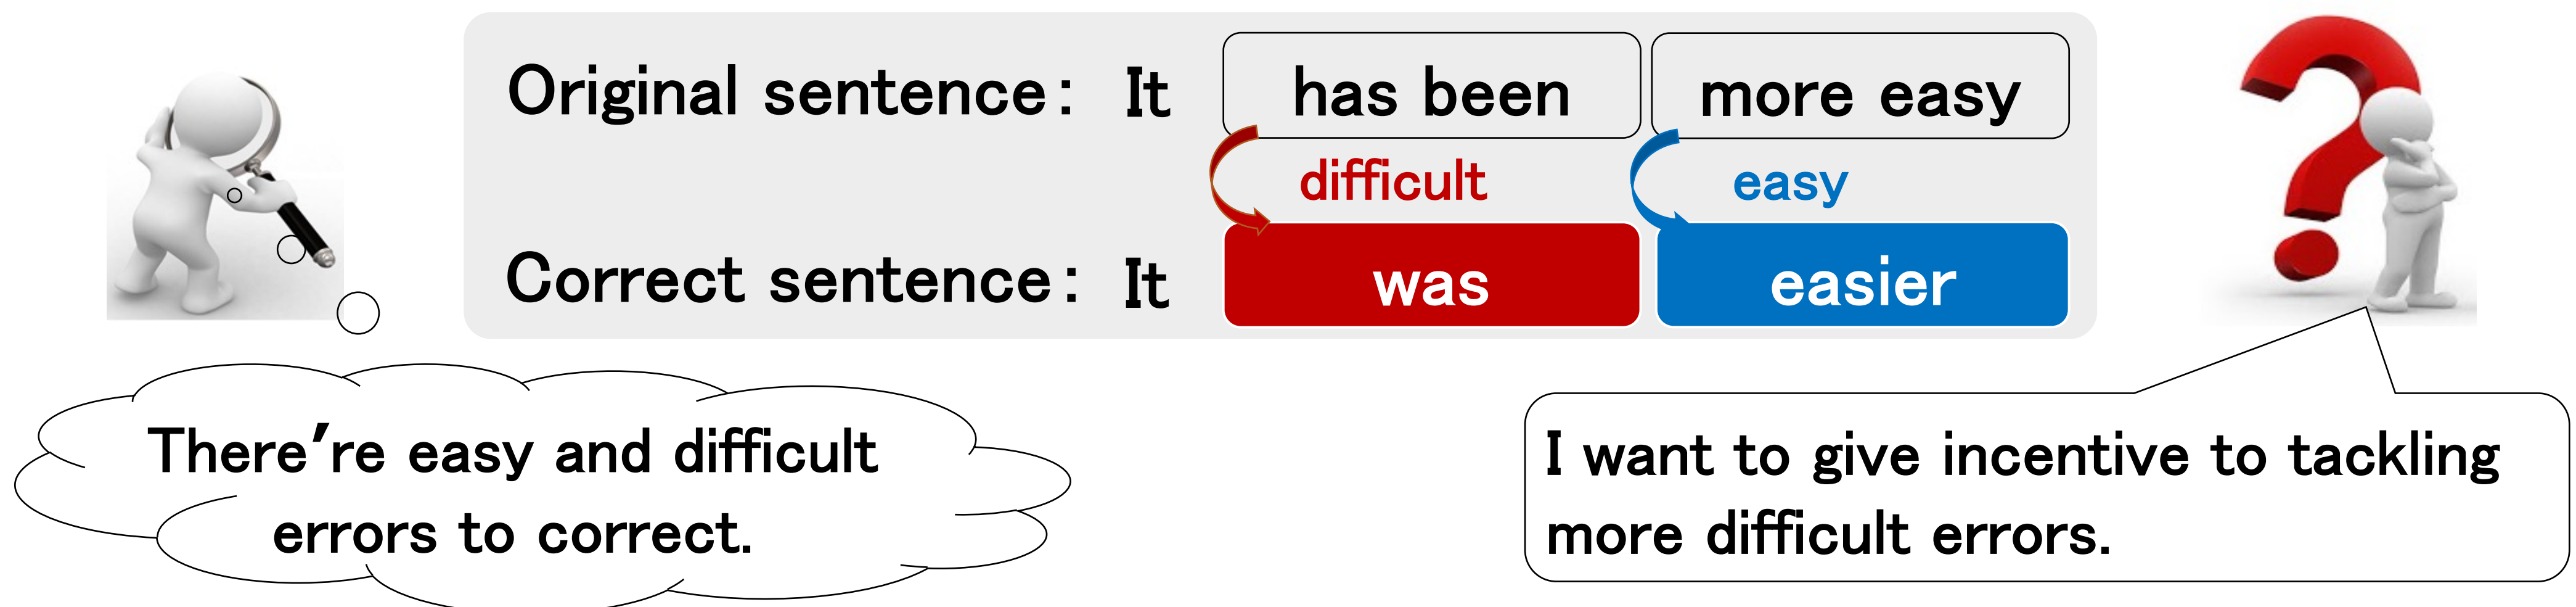 Original sentence: It has been more easy
difficult easy
Correct sentence: It was easier
There're easy and difficult
errors to correct.
I want to give incentive to tackling
more difficult errors.